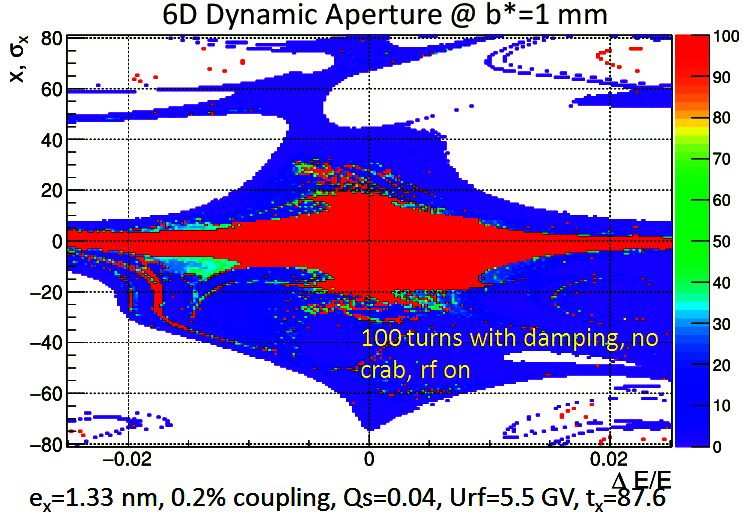 6D Dynamic Aperture @ b*=1 mm
x, σx
80
60
40
20
0
−20
−40
−60
−80
100
90
80
70
60
50
40
30
20
10
0
100 turns with damping, no
crab, rf on
−0.02 0 0.02
Δ E/E
ex=1.33 nm, 0.2% coupling, Qs=0.04, Urf=5.5 GV, tx=87.6